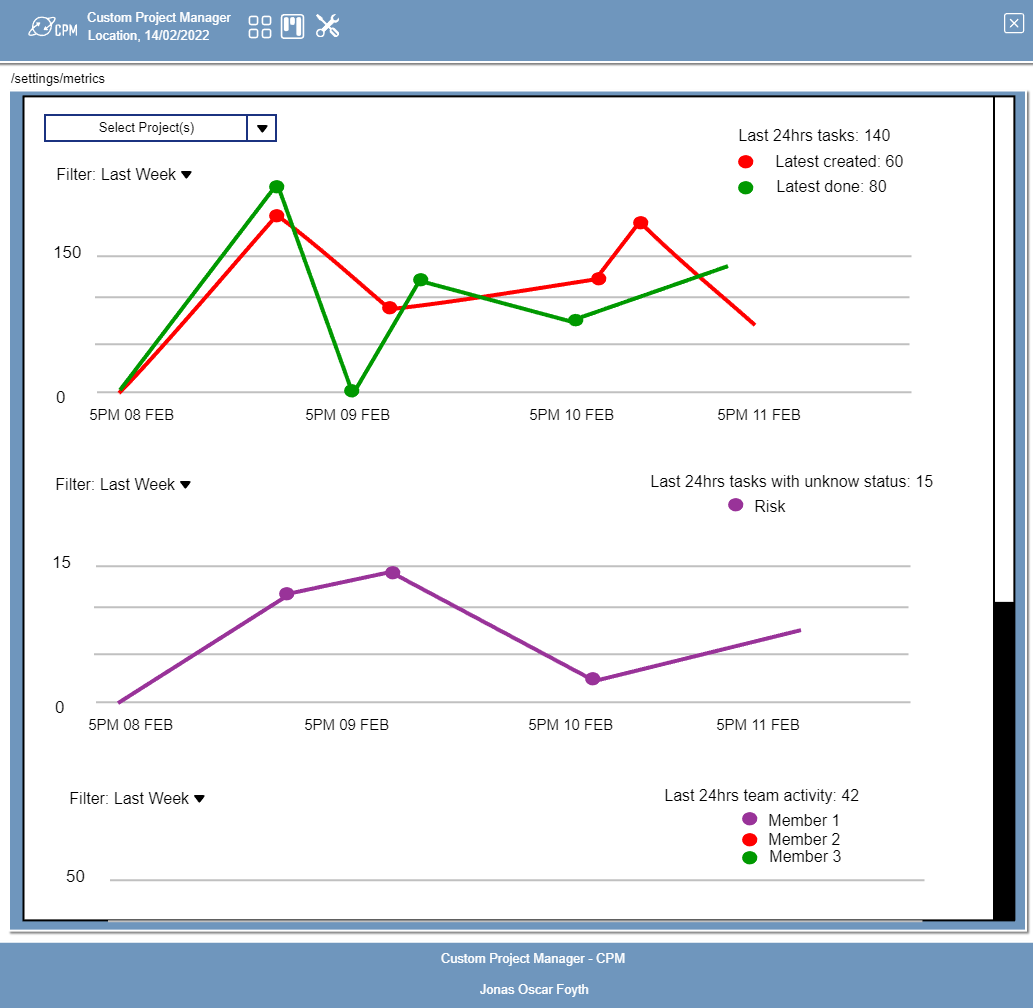 CPM
Custom Project Manager
Location, 14/02/2022
/settings/metrics
Select Project(s)
Last 24hrs tasks: 140
Latest created: 60
Latest done: 80
Filter: Last Week
150
0
5PM 08 FEB 5PM 09 FEB 5PM 10 FEB 5PM 11 FEB
Filter: Last Week
Last 24hrs tasks with unknow status: 15
Risk
15
0
5PM 08 FEB 5PM 09 FEB 5PM 10 FEB 5PM 11 FEB
Filter: Last Week
Last 24hrs team activity: 42
Member 1
Member 2
Member 3
50
Custom Project Manager - CPM
Jonas Oscar Foyth